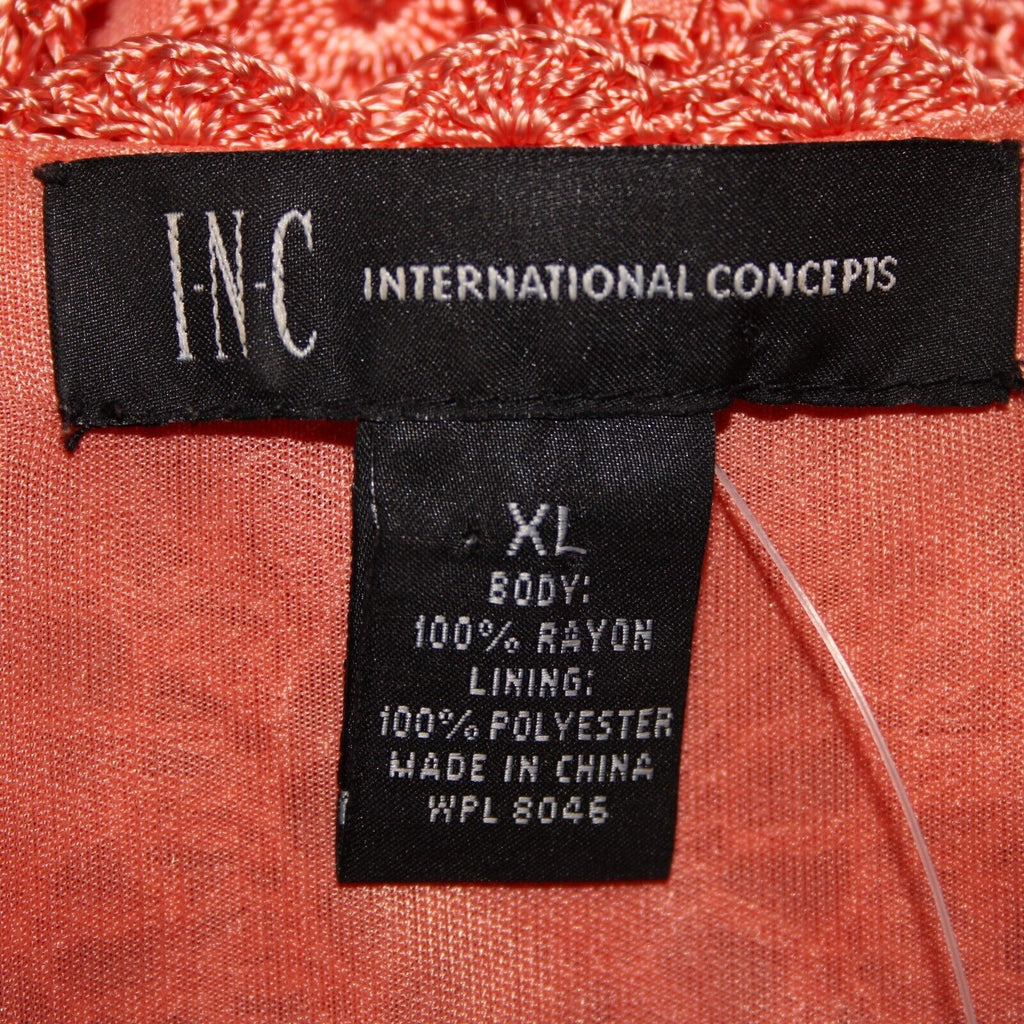 I·N·C INTERNATIONAL CONCEPTS
XL
BODY:
100% RAYON
LINING:
100% POLYESTER
MADE IN CHINA
WPL 8046